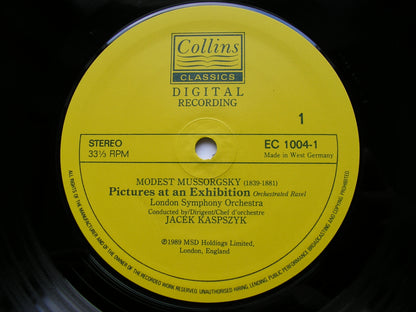 Collins
CLASSICS
DIGITAL
RECORDING
1
STEREO
33⅓ RPM
EC 1004-1
Made in West Germany
MODEST MUSSORGSKY (1839-1881)
Pictures at an Exhibition Orchestrated Ravel
London Symphony Orchestra
Conducted by/Dirigent/Chef d'orchestre
JACEK KASPSZYK
℗1989 MSD Holdings Limited,
London, England
ALL RIGHTS OF THE MANUFACTURER AND OF THE OWNER OF THE RECORDED WORK RESERVED. UNAUTHORISED HIRING, LENDING, PUBLIC PERFORMANCE, BROADCASTING AND COPYING PROHIBITED